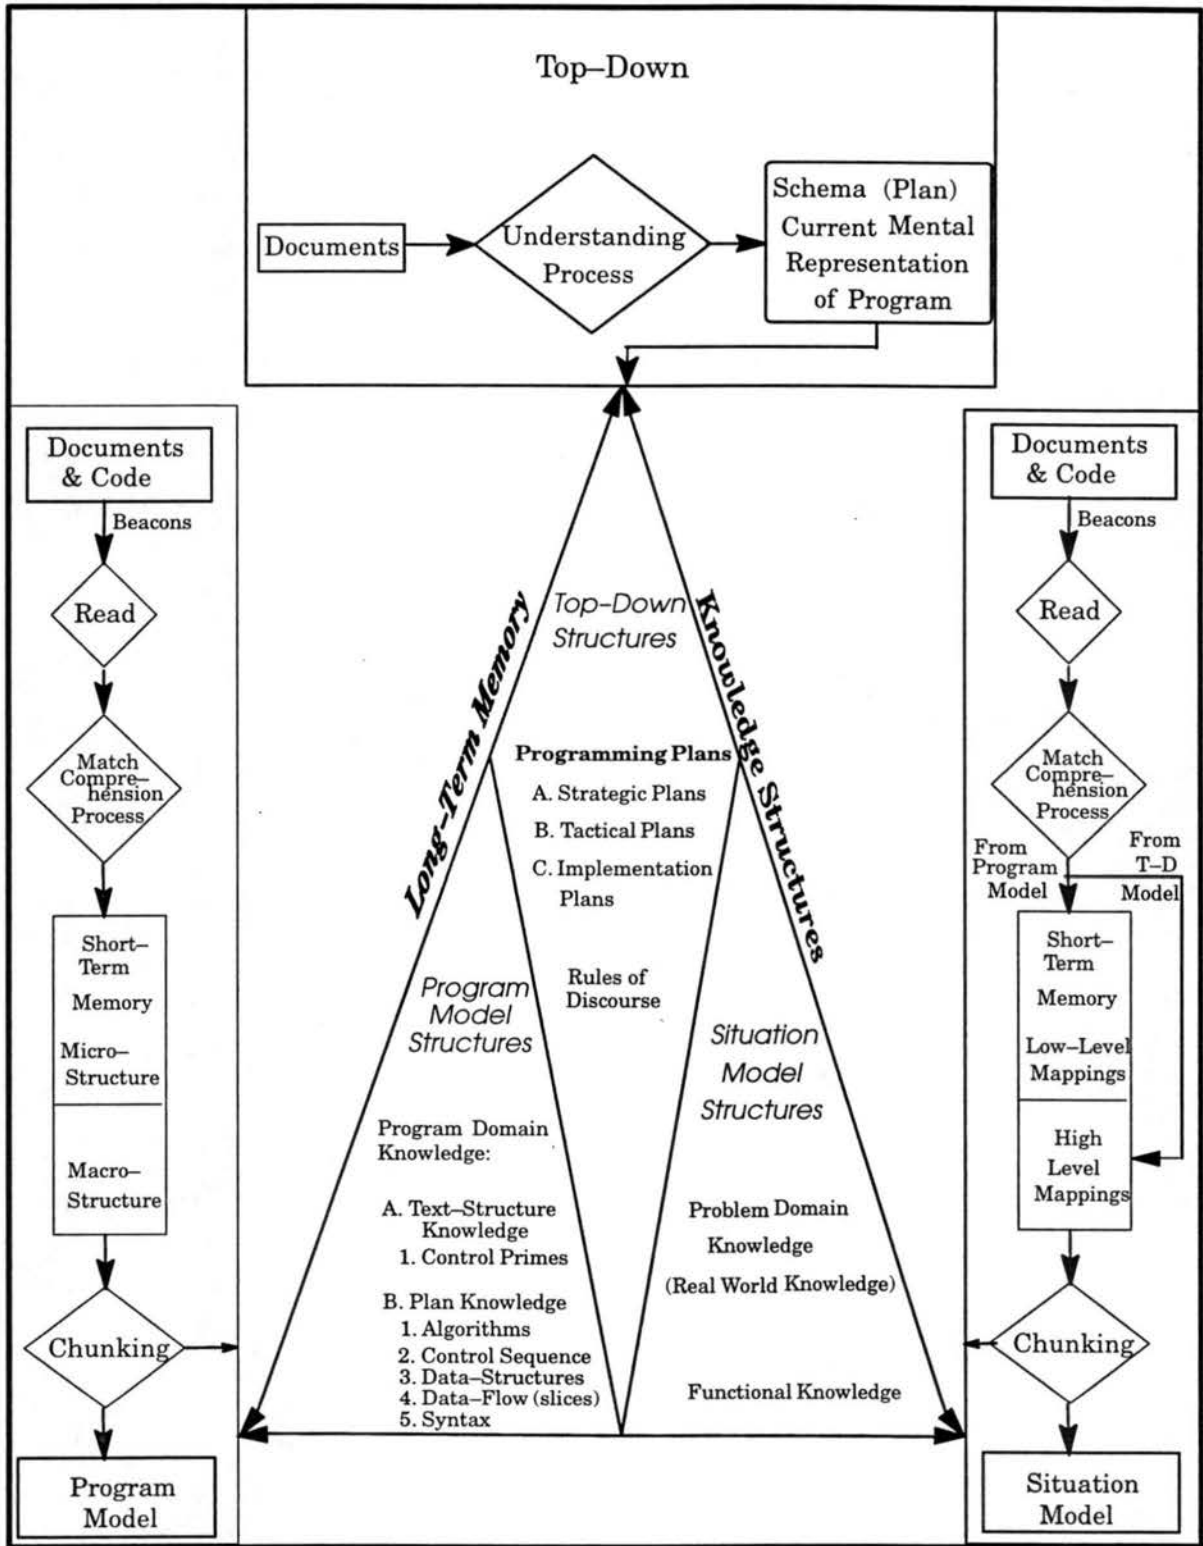 Top–Down
Documents
Understanding
Process
Schema (Plan)
Current Mental
Representation
of Program
Documents
& Code
Beacons
Read
Match
Compre–
hension
Process
Short–
Term
Memory
Micro–
Structure
Macro–
Structure
Chunking
Program
Model
Long–Term Memory
Knowledge Structures
Top–Down
Structures
Programming Plans
A. Strategic Plans
B. Tactical Plans
C. Implementation
Plans
Rules of
Discourse
Program
Model
Structures
Program Domain
Knowledge:
A. Text–Structure
Knowledge
1. Control Primes
B. Plan Knowledge
1. Algorithms
2. Control Sequence
3. Data–Structures
4. Data–Flow (slices)
5. Syntax
Situation
Model
Structures
Problem Domain
Knowledge
(Real World Knowledge)
Functional Knowledge
Documents
& Code
Beacons
Read
Match
Compre–
hension
Process
From
Program
Model
From
T–D
Model
Short–
Term
Memory
Low–Level
Mappings
High
Level
Mappings
Chunking
Situation
Model